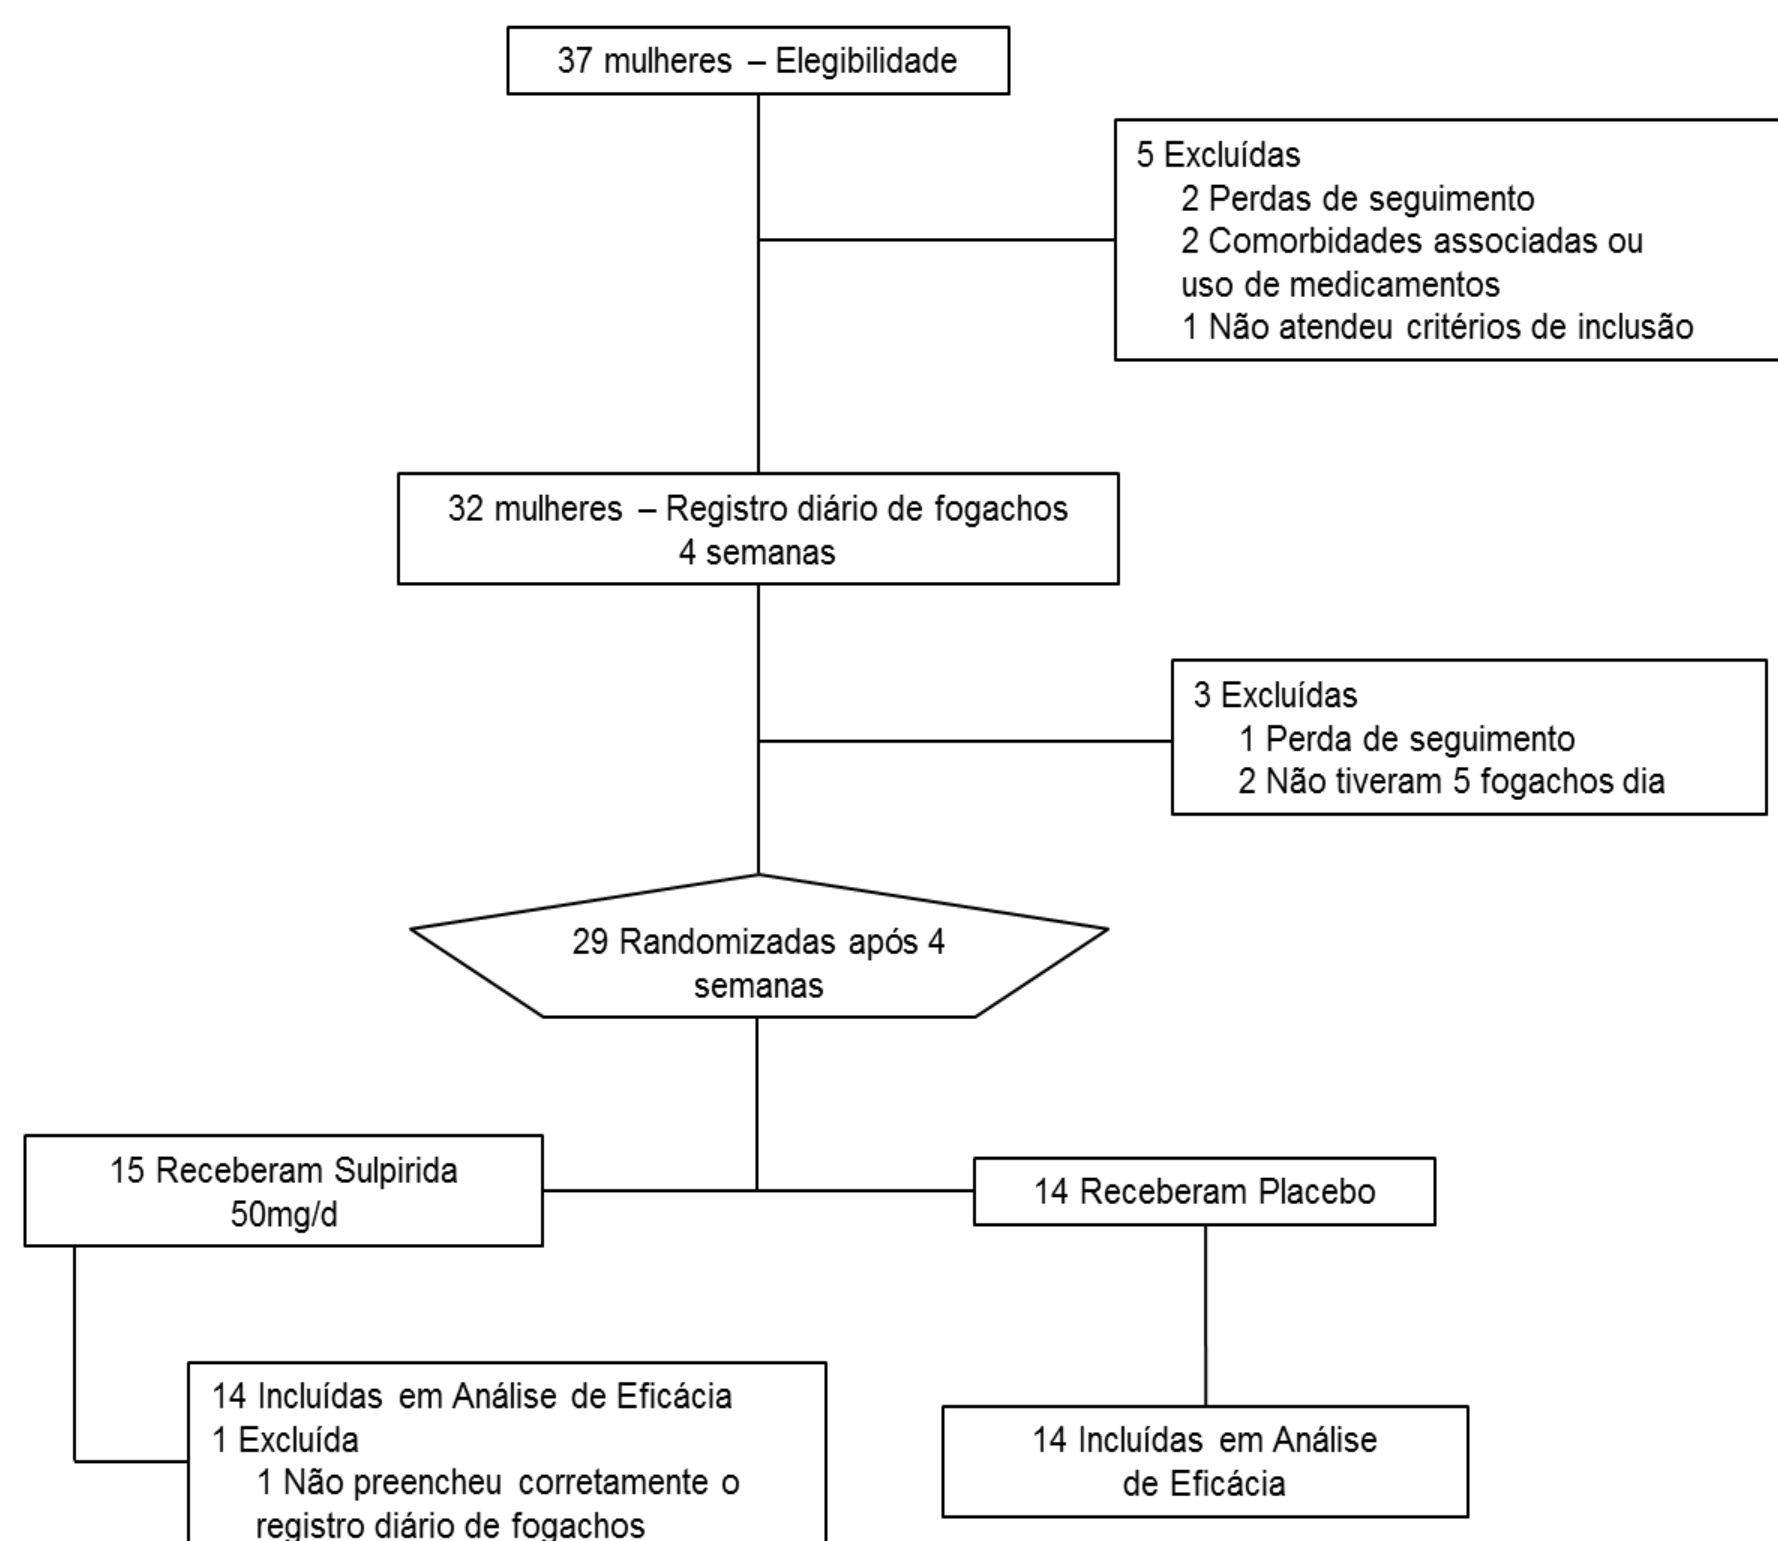 37 mulheres – Elegibilidade
5 Excluídas
2 Perdas de seguimento
2 Comorbidades associadas ou
uso de medicamentos
1 Não atendeu critérios de inclusão
32 mulheres – Registro diário de fogachos
4 semanas
3 Excluídas
1 Perda de seguimento
2 Não tiveram 5 fogachos dia
29 Randomizadas após 4
semanas
15 Receberam Sulpirida
50mg/d
14 Receberam Placebo
14 Incluídas em Análise de Eficácia
1 Excluída
1 Não preencheu corretamente o
registro diário de fogachos
14 Incluídas em Análise
de Eficácia